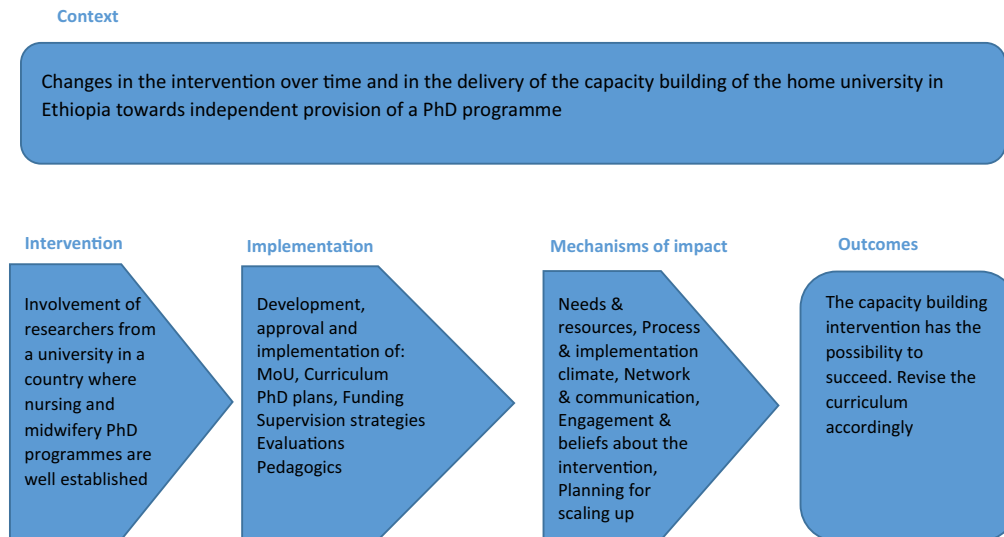 Context
Changes in the intervention over time and in the delivery of the capacity building of the home university in
Ethiopia towards independent provision of a PhD programme
Intervention
Involvement of
researchers from
a university in a
country where
nursing and
midwifery PhD
programmes are
well established
Implementation
Development,
approval and
implementation of:
MoU, Curriculum
PhD plans, Funding
Supervision strategies
Evaluations
Pedagogics
Mechanisms of impact
Needs &
resources, Process
& implementation
climate, Network
& communication,
Engagement &
beliefs about the
intervention,
Planning for
scaling up
Outcomes
The capacity building
intervention has the
possibility to
succeed. Revise the
curriculum
accordingly